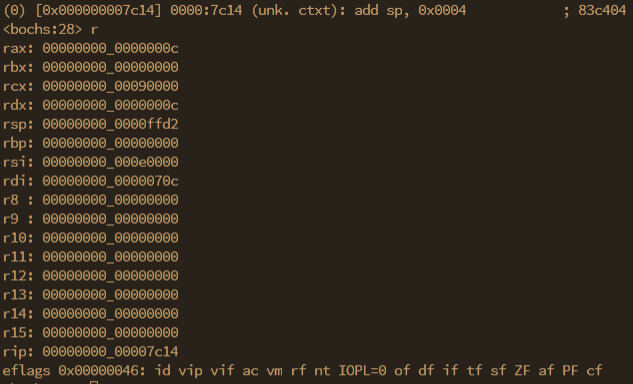 (0) [0x000000007c14] 0000:7c14 (unk. ctxt): add sp, 0x0004           ; 83c404
<bochs:28> r
rax: 00000000_0000000c
rbx: 00000000_00000000
rcx: 00000000_00090000
rdx: 00000000_0000000c
rsp: 00000000_0000ffd2
rbp: 00000000_00000000
rsi: 00000000_000e0000
rdi: 00000000_0000070c
r8 : 00000000_00000000
r9 : 00000000_00000000
r10: 00000000_00000000
r11: 00000000_00000000
r12: 00000000_00000000
r13: 00000000_00000000
r14: 00000000_00000000
r15: 00000000_00000000
rip: 00000000_00007c14
eflags 0x00000046: id vip vif ac vm rf nt IOPL=0 of df if tf sf ZF af PF cf